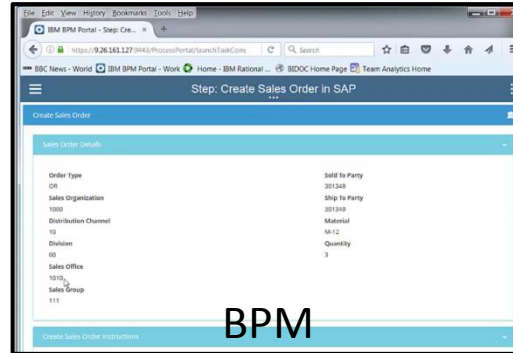 File Edit View History Bookmarks Tools Help
IBM BPM Portal - Step: Cre... × +
https://9.26.161.127:9443/ProcessPortal/launchTaskCom
Search
BBC News - World IBM BPM Portal - Work Home - IBM Rational ... BIDOC Home Page Team Analytics Home
Step: Create Sales Order in SAP
Create Sales Order
Sales Order Details
Order Type
OR
Sales Organization
1000
Distribution Channel
10
Division
00
Sales Office
1010
Sales Group
111
Sold To Party
301349
Ship To Party
301349
Material
M-12
Quantity
3
BPM
Create Sales Order Instructions